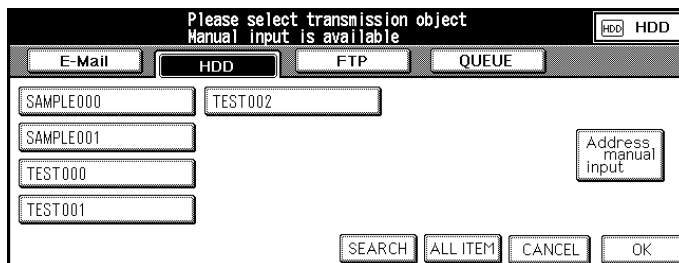 Please select transmission object
Manual input is available
HDD HDD
E-Mail HDD FTP QUEUE
SAMPLE000 TEST002
SAMPLE001
TEST000
TEST001
Address
manual
input
SEARCH ALL ITEM CANCEL OK